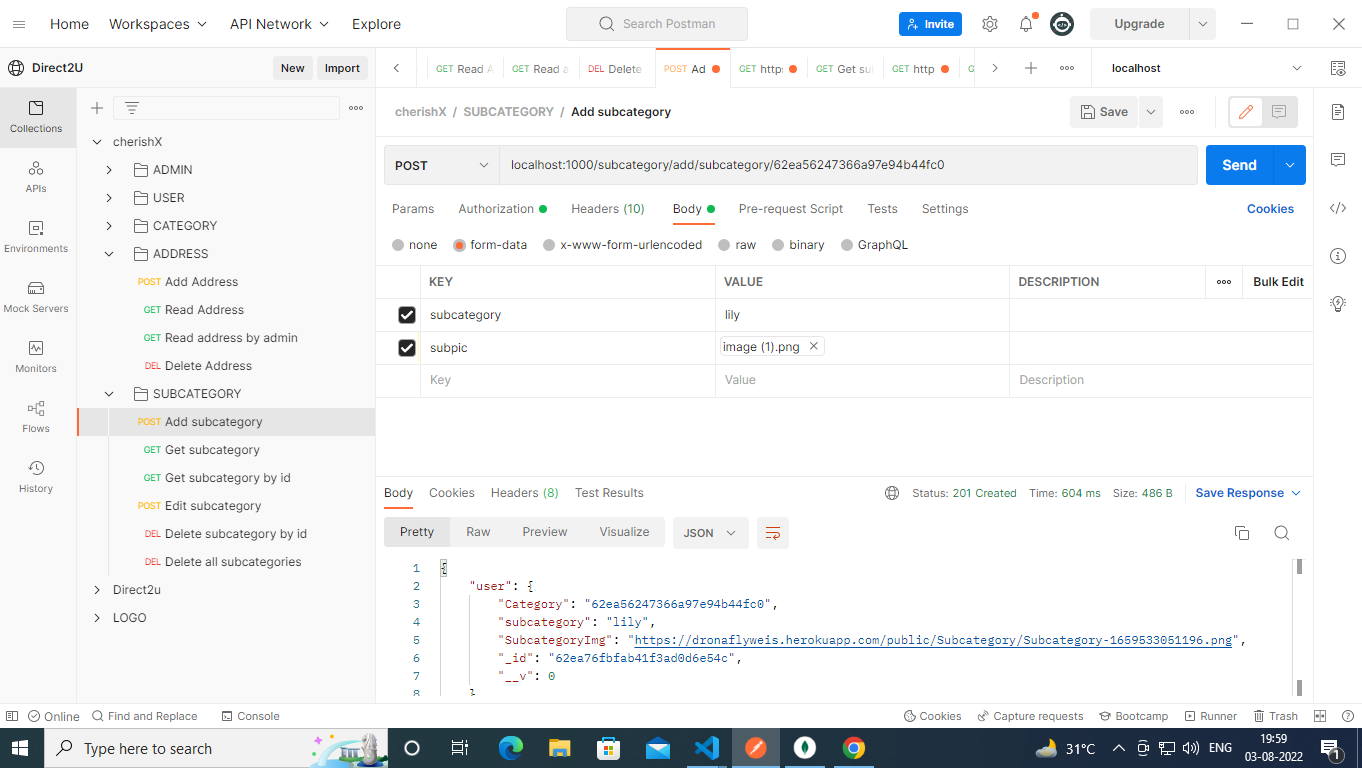 Home Workspaces API Network Explore Search Postman Invite Upgrade
Direct2U New Import GET Read A GET Read a DEL Delete POST Ad GET http: GET Get su GET http localhost
cherishX / SUBCATEGORY / Add subcategory Save
Collections
APIs
Environments
Mock Servers
Monitors
Flows
History
cherishX
ADMIN
USER
CATEGORY
ADDRESS
POST Add Address
GET Read Address
GET Read address by admin
DEL Delete Address
SUBCATEGORY
POST Add subcategory
GET Get subcategory
GET Get subcategory by id
POST Edit subcategory
DEL Delete subcategory by id
DEL Delete all subcategories
Direct2u
LOGO
POST localhost:1000/subcategory/add/subcategory/62ea56247366a97e94b44fc0 Send
Params Authorization Headers (10) Body Pre-request Script Tests Settings Cookies
none form-data x-www-form-urlencoded raw binary GraphQL
KEY VALUE DESCRIPTION Bulk Edit
subcategory lily
subpic image (1).png
Key Value Description
Body Cookies Headers (8) Test Results Status: 201 Created Time: 604 ms Size: 486 B Save Response
Pretty Raw Preview Visualize JSON
1 {
2 "user": {
3 "Category": "62ea56247366a97e94b44fc0",
4 "subcategory": "lily",
5 "SubcategoryImg": "https://dronaflyweis.herokuapp.com/public/Subcategory/Subcategory-1659533051196.png",
6 "_id": "62ea76fbfab41f3ad0d6e54c",
7 "__v": 0
8 }
Online Find and Replace Console Cookies Capture requests Bootcamp Runner Trash
Type here to search 31°C ENG 19:59
03-08-2022 1